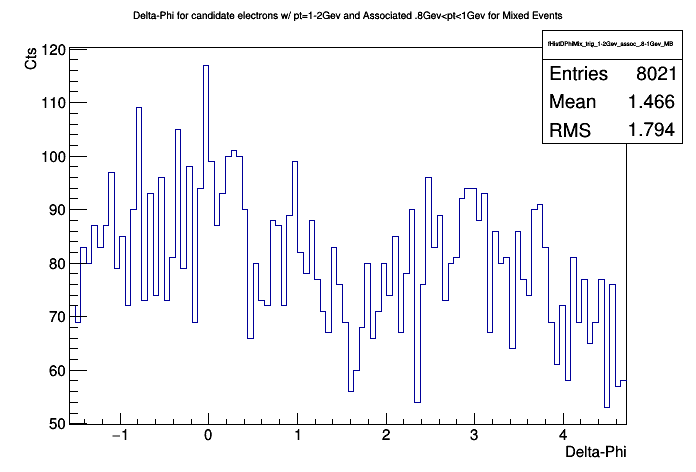 Delta-Phi for candidate electrons w/ pt=1-2Gev and Associated .8Gev<pt<1Gev for Mixed Events
fHistDPhiMix_trig_1-2Gev_assoc_.8-1Gev_MB
Entries 8021
Mean 1.466
RMS 1.794
Cts
120
110
100
90
80
70
60
50
−1 0 1 2 3 4
Delta-Phi